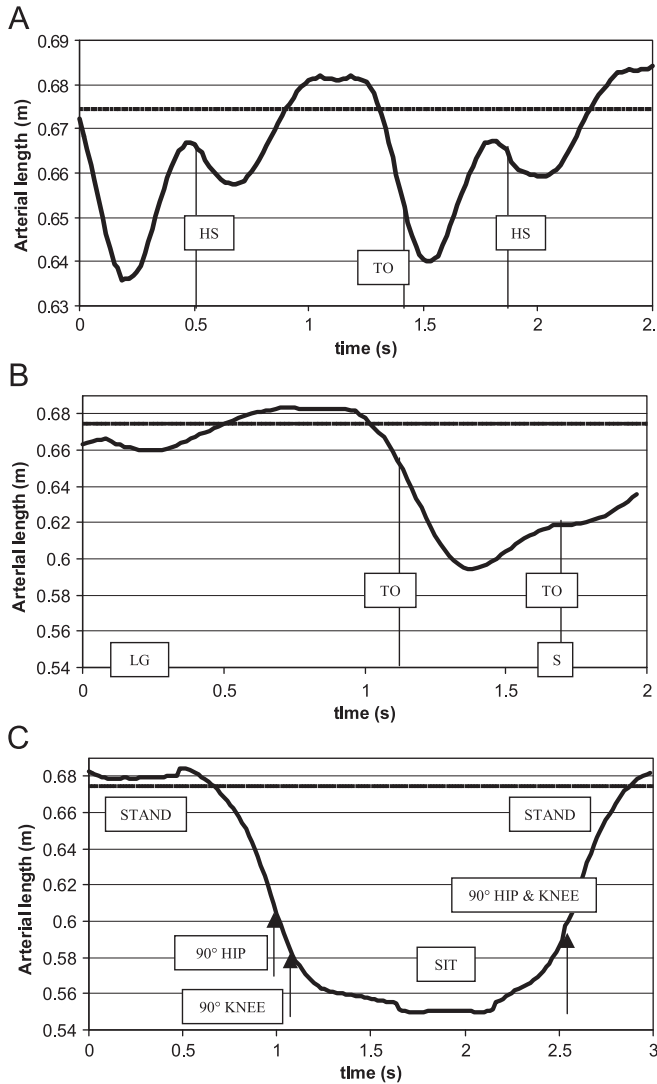 A
0.69
0.68
0.67
0.66
0.65
0.64
0.63
Arterial length (m)
HS
TO
HS
0 0.5 1 1.5 2 2.
time (s)
B
0.68
0.66
0.64
0.62
0.6
0.58
0.56
0.54
Arterial length (m)
TO
TO
LG
S
0 0.5 1 1.5 2
time (s)
C
0.68
0.66
0.64
0.62
0.6
0.58
0.56
0.54
Arterial length (m)
STAND
STAND
90° HIP & KNEE
90° HIP
SIT
90° KNEE
0 0.5 1 1.5 2 2.5 3
time (s)